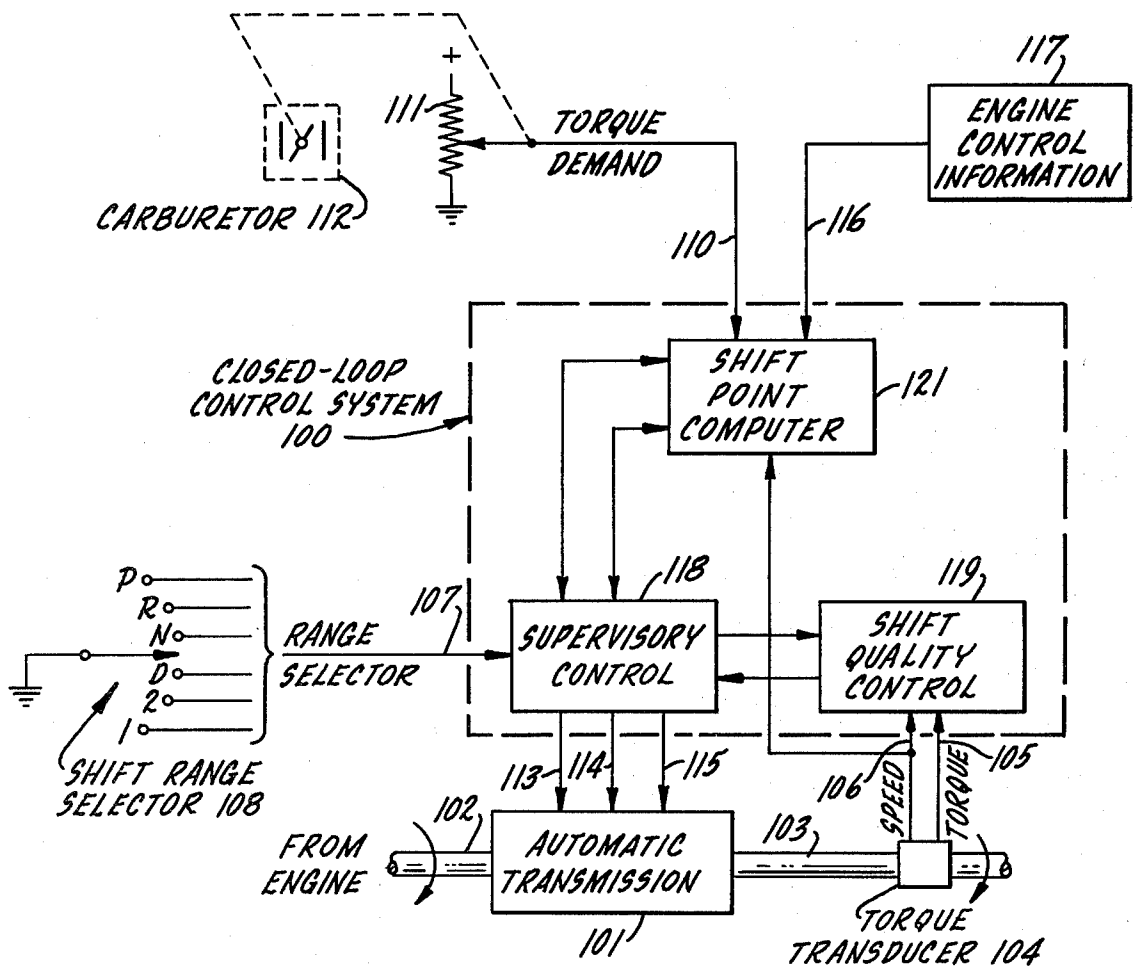 117
+
111
TORQUE
DEMAND
ENGINE
CONTROL
INFORMATION
CARBURETOR 112
110
116
CLOSED-LOOP
CONTROL SYSTEM
100
SHIFT
POINT
COMPUTER
121
118
119
P
R
N
D
2
1
RANGE
SELECTOR
107
SUPERVISORY
CONTROL
SHIFT
QUALITY
CONTROL
SHIFT RANGE
SELECTOR 108
113
114
115
106
105
SPEED
TORQUE
102
103
FROM
ENGINE
AUTOMATIC
TRANSMISSION
101
TORQUE
TRANSDUCER 104